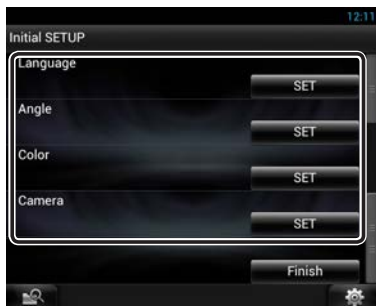 12:11
Initial SETUP
Language
SET
Angle
SET
Color
SET
Camera
SET
Finish